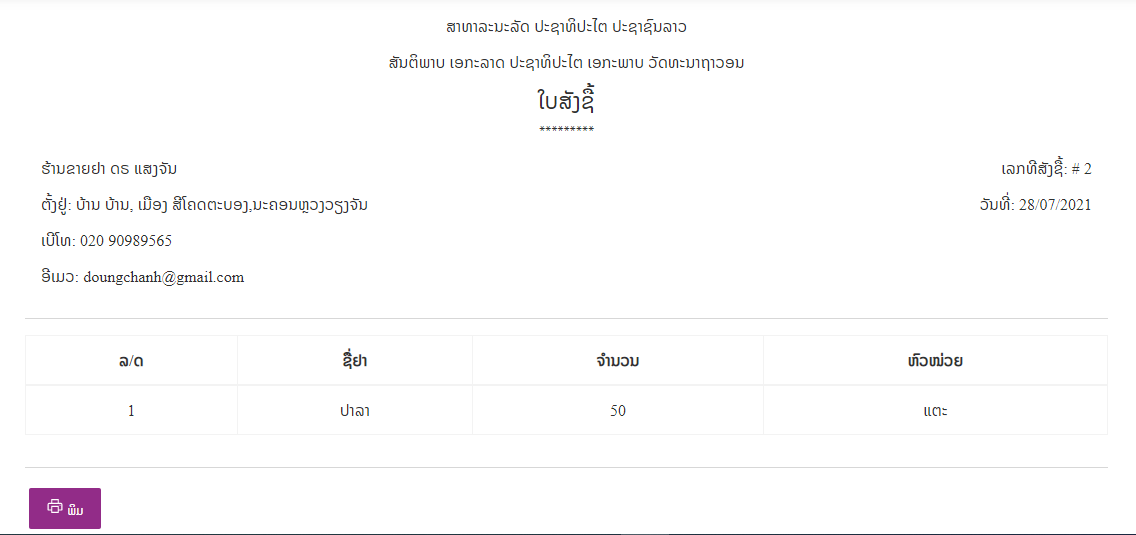 ສາທາລະນະລັດ ປະຊາທິປະໄຕ ປະຊາຊົນລາວ
ສັນຕິພາບ ເອກະລາດ ປະຊາທິປະໄຕ ເອກະພາບ ວັດທະນາຖາວອນ
ໃບສັ່ງຊື້
*********
ຮ້ານຂາຍຢາ ດຣ ແສງຈັນ
ເລກທີສັ່ງຊື້: # 2
ຕັ້ງຢູ່: ບ້ານ ບ້ານ, ເມືອງ ສີໂຄດຕະບອງ,ນະຄອນຫຼວງວຽງຈັນ
ວັນທີ່: 28/07/2021
ເບີໂທ: 020 90989565
ອີເມວ: doungchanh@gmail.com
ລ/ດ ຊື່ຢາ ຈຳນວນ ຫົວໜ່ວຍ
1 ປາລາ 50 ແຕະ
ພິມ